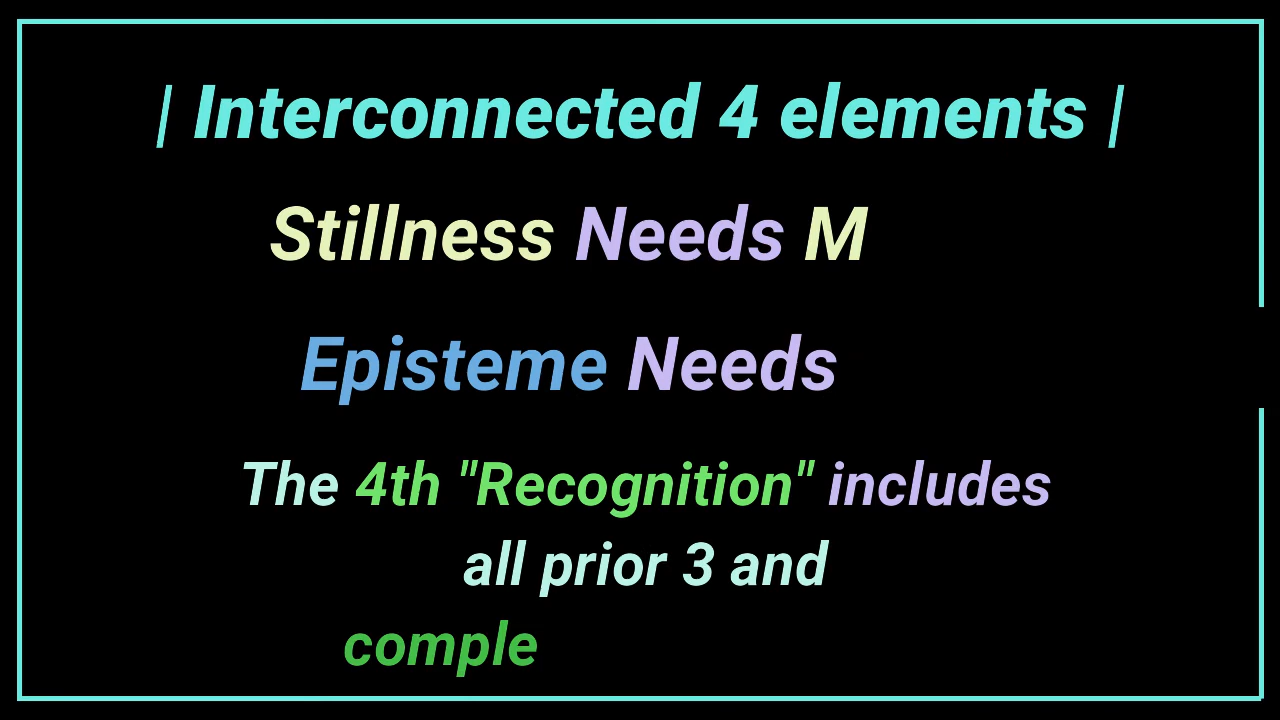 | Interconnected 4 elements |
Stillness Needs M
Episteme Needs
The 4th "Recognition" includes
all prior 3 and
comple